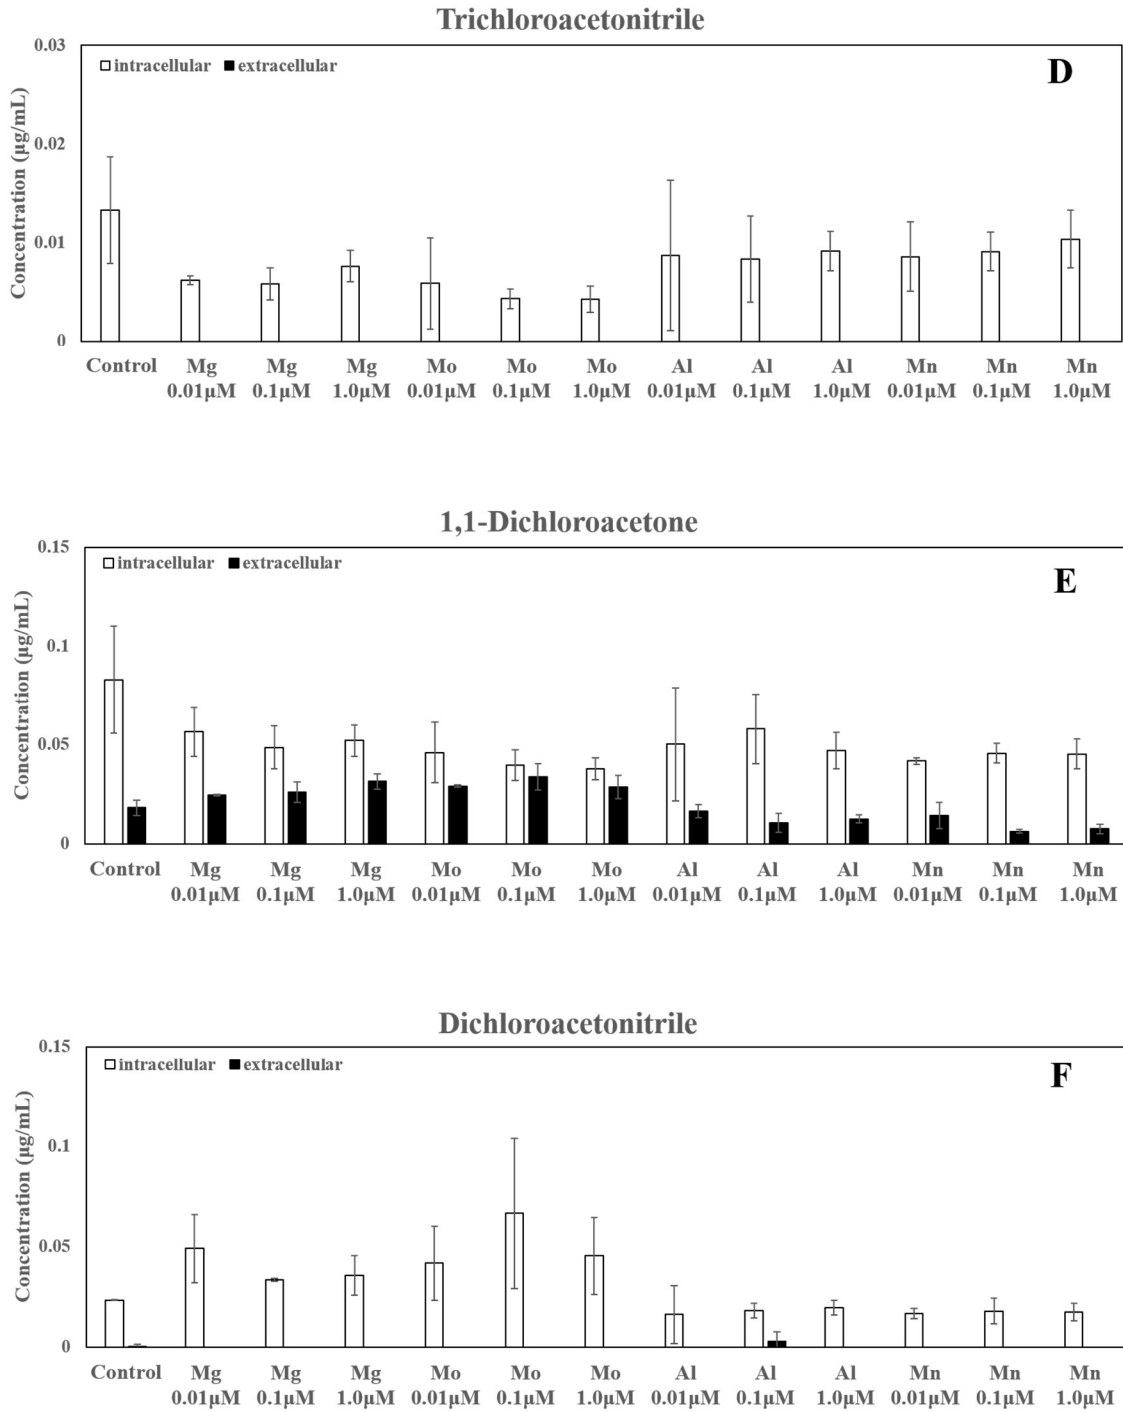 Trichloroacetonitrile
Concentration (µg/mL)
0.03
0.02
0.01
0
intracellular extracellular
D
Control Mg Mg Mg Mo Mo Mo Al Al Al Mn Mn Mn
0.01µM 0.1µM 1.0µM 0.01µM 0.1µM 1.0µM 0.01µM 0.1µM 1.0µM 0.01µM 0.1µM 1.0µM
1,1-Dichloroacetone
Concentration (µg/mL)
0.15
0.1
0.05
0
intracellular extracellular
E
Control Mg Mg Mg Mo Mo Mo Al Al Al Mn Mn Mn
0.01µM 0.1µM 1.0µM 0.01µM 0.1µM 1.0µM 0.01µM 0.1µM 1.0µM 0.01µM 0.1µM 1.0µM
Dichloroacetonitrile
Concentration (µg/mL)
0.15
0.1
0.05
0
intracellular extracellular
F
Control Mg Mg Mg Mo Mo Mo Al Al Al Mn Mn Mn
0.01µM 0.1µM 1.0µM 0.01µM 0.1µM 1.0µM 0.01µM 0.1µM 1.0µM 0.01µM 0.1µM 1.0µM